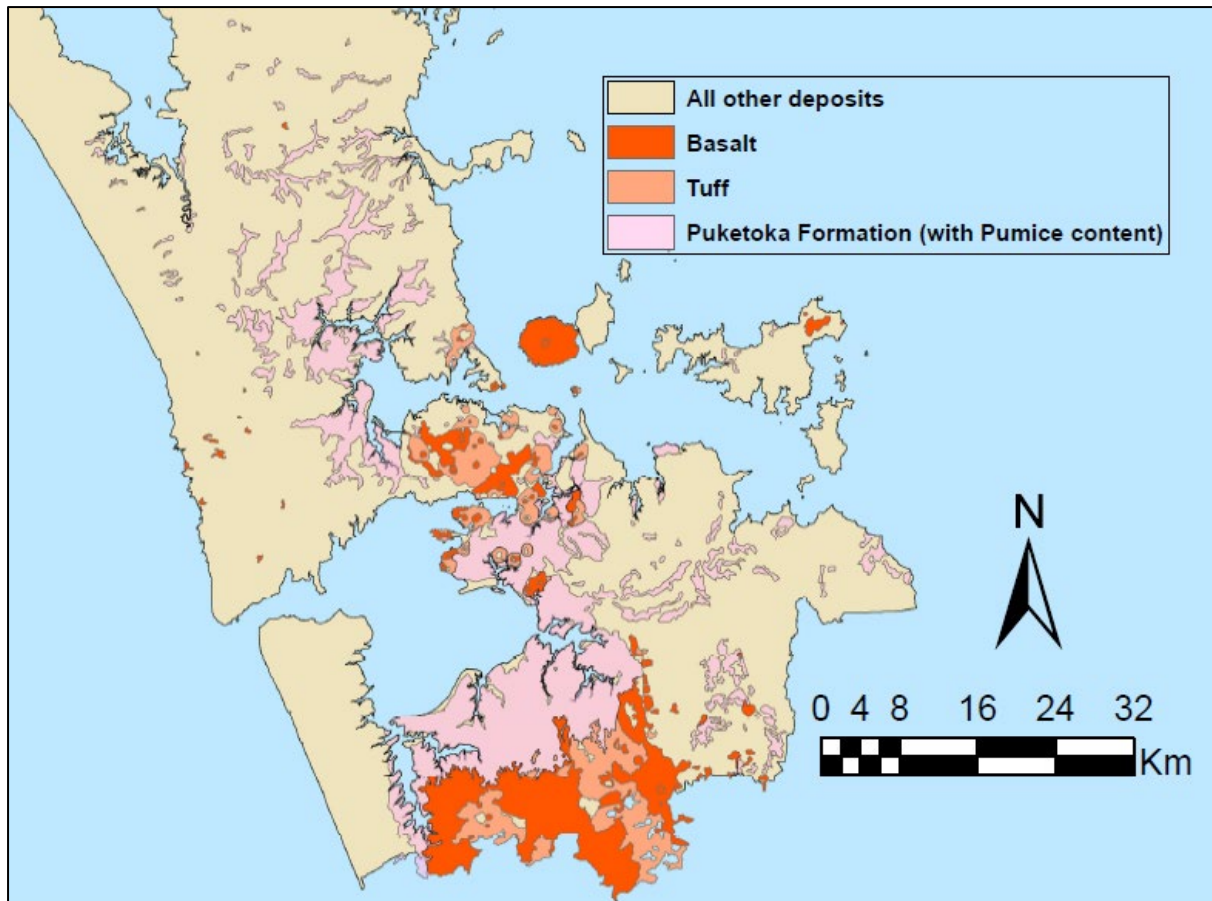 All other deposits
Basalt
Tuff
Puketoka Formation (with Pumice content)
N
0 4 8 16 24 32
Km